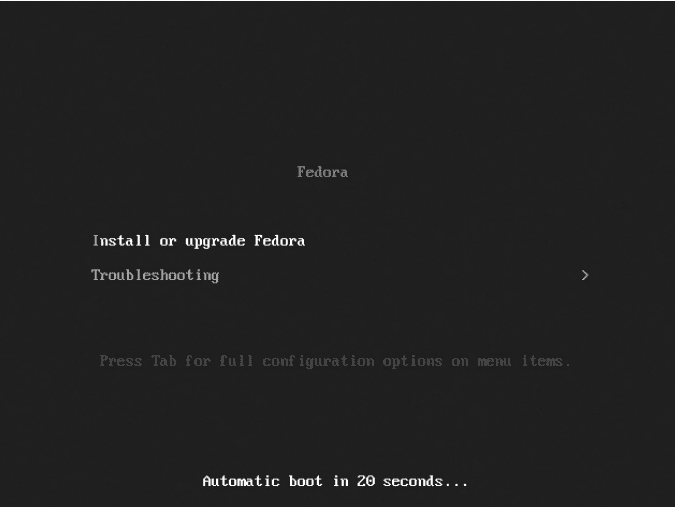 Fedora
Install or upgrade Fedora
Troubleshooting >
Press Tab for full configuration options on menu items.
Automatic boot in 20 seconds...